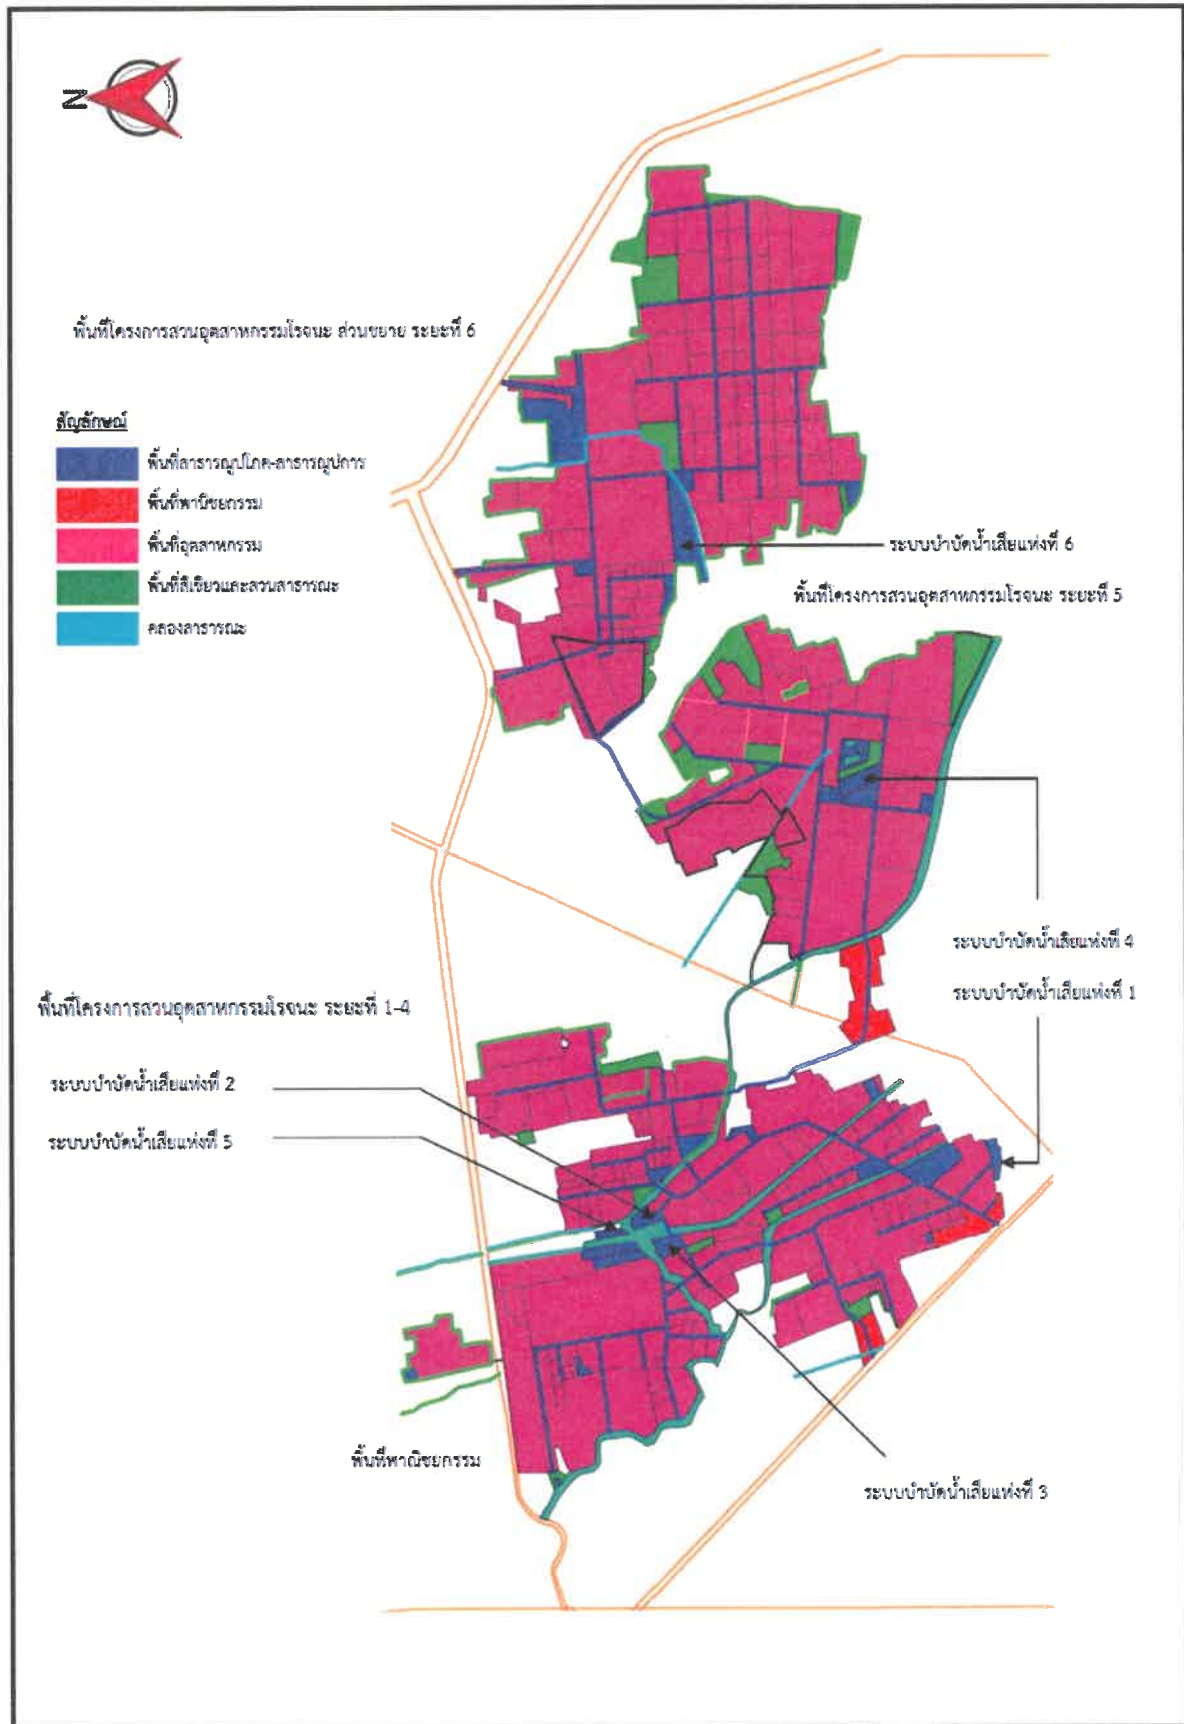 N
พื้นที่โครงการสวนอุตสาหกรรมโรจนะ ส่วนขยาย ระยะที่ 6
สัญลักษณ์
พื้นที่สาธารณูปโภค-สาธารณูปการ
พื้นที่พาณิชยกรรม
พื้นที่อุตสาหกรรม
พื้นที่สีเขียวและสวนสาธารณะ
คลองสาธารณะ
ระบบบำบัดน้ำเสียแห่งที่ 6
พื้นที่โครงการสวนอุตสาหกรรมโรจนะ ระยะที่ 5
ระบบบำบัดน้ำเสียแห่งที่ 4
ระบบบำบัดน้ำเสียแห่งที่ 1
พื้นที่โครงการสวนอุตสาหกรรมโรจนะ ระยะที่ 1-4
ระบบบำบัดน้ำเสียแห่งที่ 2
ระบบบำบัดน้ำเสียแห่งที่ 5
พื้นที่พาณิชยกรรม
ระบบบำบัดน้ำเสียแห่งที่ 3